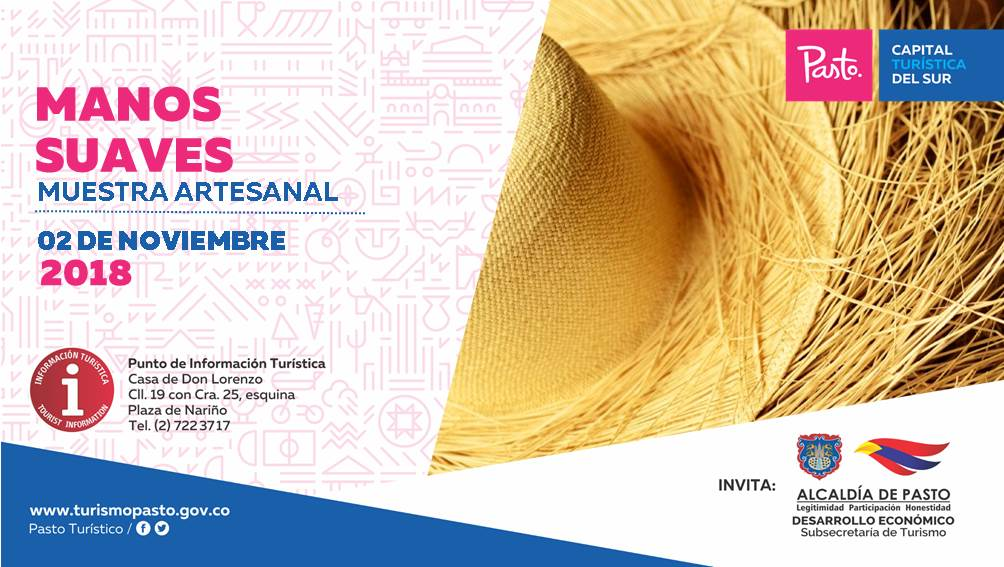 MANOS
SUAVES
MUESTRA ARTESANAL
02 DE NOVIEMBRE
2018
INFORMACIÓN TURÍSTICA
i
TOURIST INFORMATION
Punto de Información Turística
Casa de Don Lorenzo
Cll. 19 con Cra. 25, esquina
Plaza de Nariño
Tel. (2) 7223717
www.turismopasto.gov.co
Pasto Turístico /
Pasto.
CAPITAL
TURÍSTICA
DEL SUR
INVITA:
ALCALDÍA DE PASTO
Legitimidad Participación Honestidad
DESARROLLO ECONÓMICO
Subsecretaría de Turismo